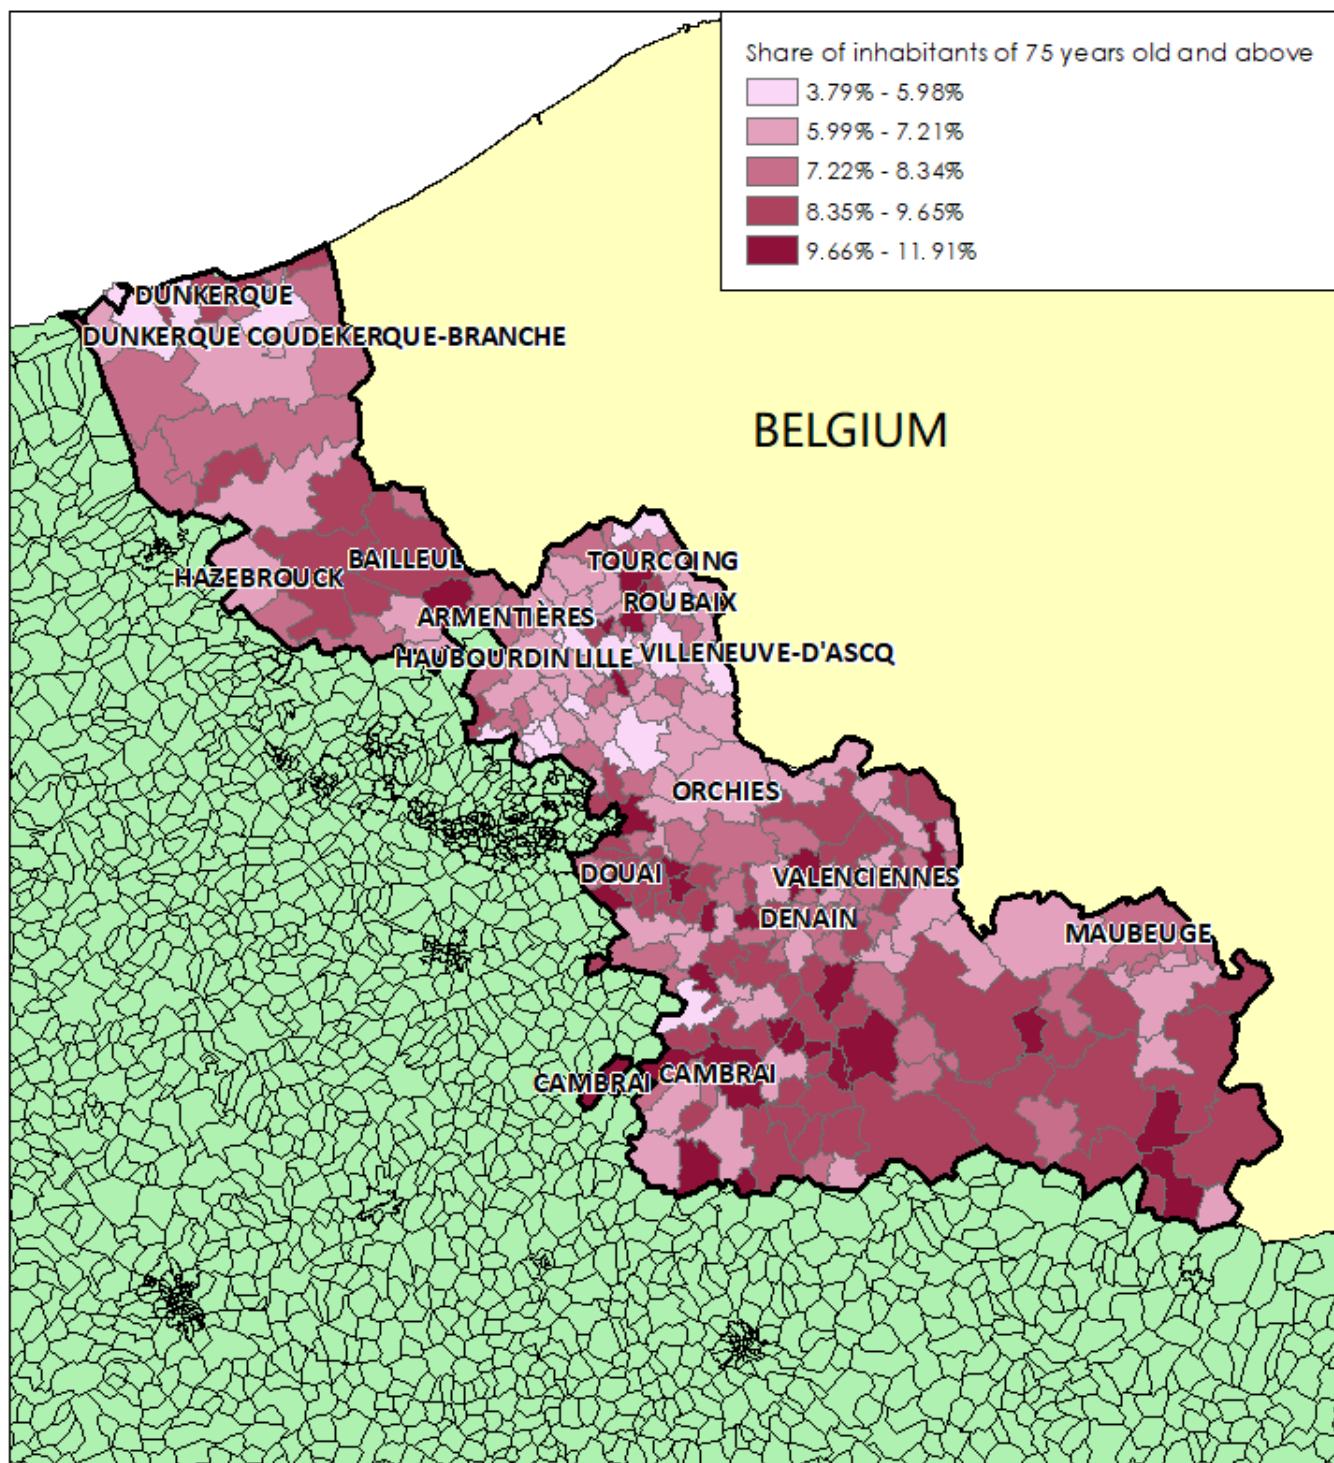 Share of inhabitants of 75 years old and above
3.79% - 5.98%
5.99% - 7.21%
7.22% - 8.34%
8.35% - 9.65%
9.66% - 11.91%
DUNKERQUE
DUNKERQUE COUDEKERQUE-BRANCHE
BELGIUM
BAILLEUL
TOURCOING
HAZEBROUCK
ROUBAIX
ARMENTIÈRES
HAUBOURDIN LILLE VILLENEUVE-D'ASCQ
ORCHIES
DOUAI
VALENCIENNES
DENAIN
MAUBEUGE
CAMBRAI
CAMBRAI